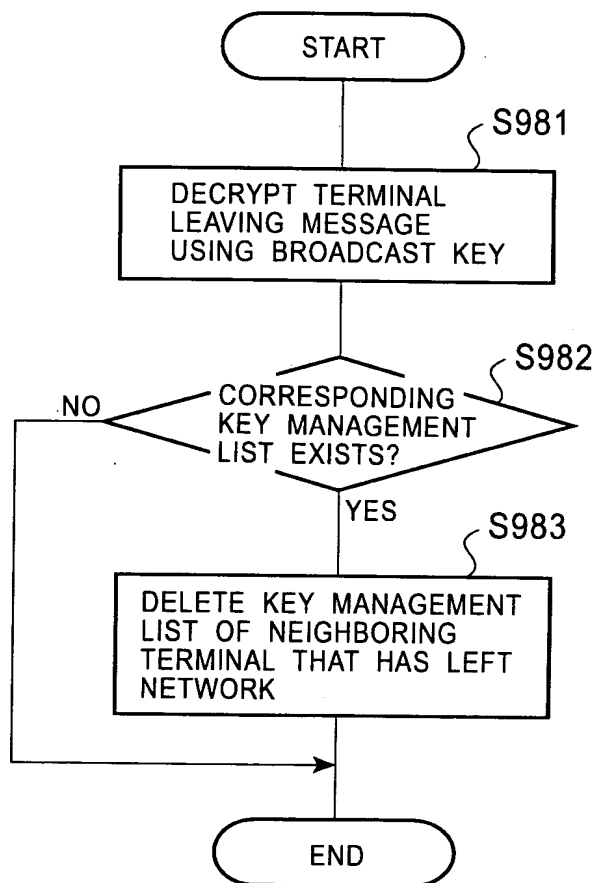 START
S981
DECRYPT TERMINAL
LEAVING MESSAGE
USING BROADCAST KEY
S982
CORRESPONDING
KEY MANAGEMENT
LIST EXISTS?
NO
YES
S983
DELETE KEY MANAGEMENT
LIST OF NEIGHBORING
TERMINAL THAT HAS LEFT
NETWORK
END